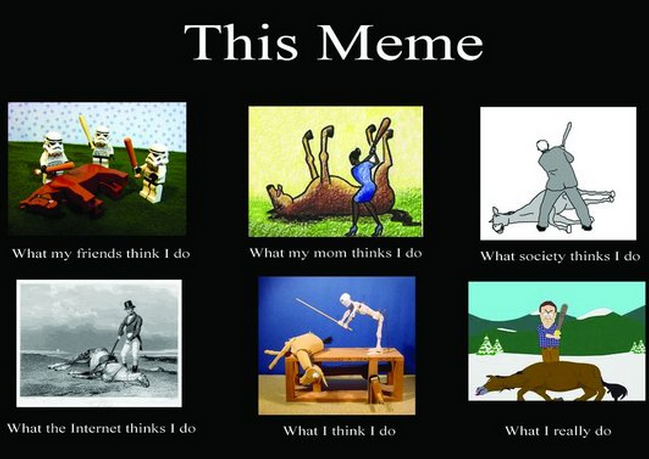 This Meme
What my friends think I do
What my mom thinks I do
What society thinks I do
What the Internet thinks I do
What I think I do
What I really do